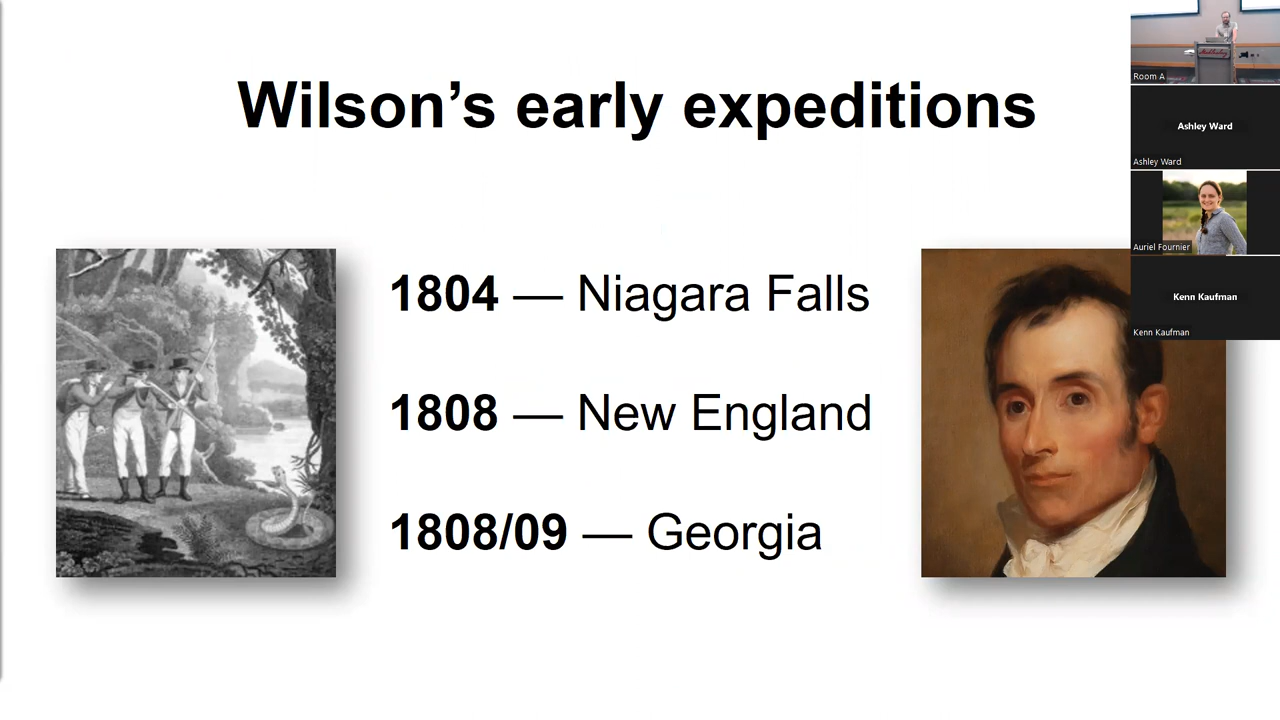 Wilson’s early expeditions
1804 — Niagara Falls
1808 — New England
1808/09 — Georgia
Room A
Ashley Ward
Ashley Ward
Auriel Fournier
Kenn Kaufman
Kenn Kaufman